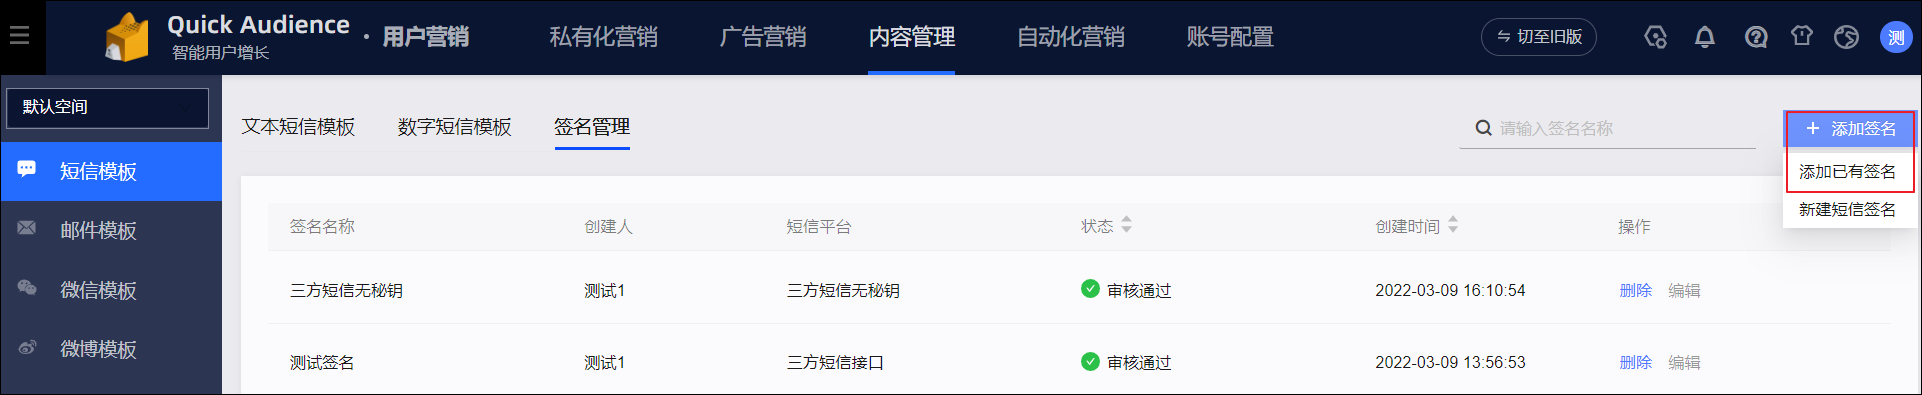 Quick Audience
智能用户增长
· 用户营销
私有化营销
广告营销
内容管理
自动化营销
账号配置
⇋ 切至旧版
测
默认空间
短信模板
邮件模板
微信模板
微博模板
文本短信模板
数字短信模板
签名管理
请输入签名名称
+ 添加签名
添加已有签名
新建短信签名
签名名称 创建人 短信平台 状态 创建时间 操作
三方短信无秘钥 测试1 三方短信无秘钥 审核通过 2022-03-09 16:10:54 删除 编辑
测试签名 测试1 三方短信接口 审核通过 2022-03-09 13:56:53 删除 编辑